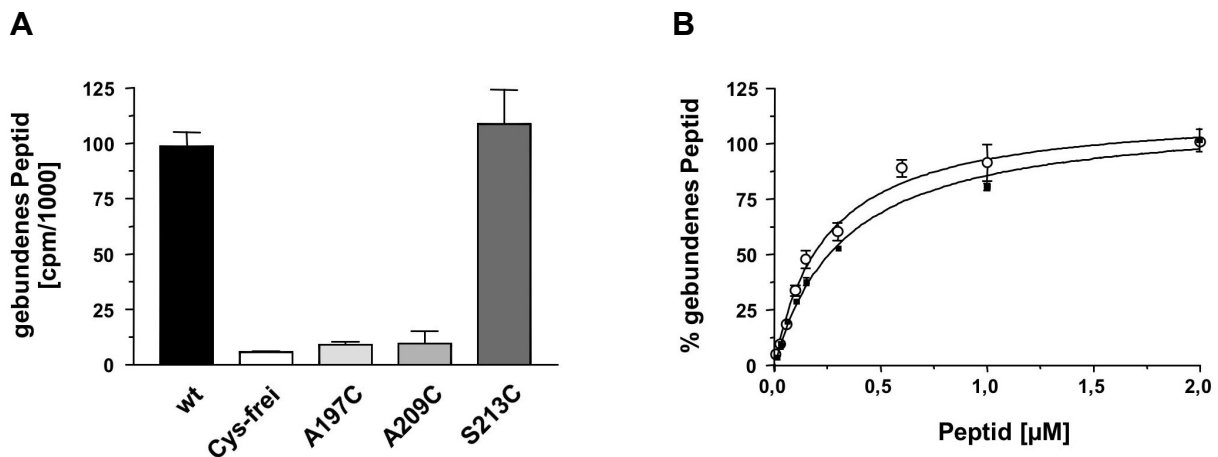 A
gebundenes Peptid
[cpm/1000]
125
100
75
50
25
0
wt
Cys-frei
A197C
A209C
S213C
B
% gebundenes Peptid
125
100
75
50
25
0
0,0
0,5
1,0
1,5
2,0
Peptid [µM]